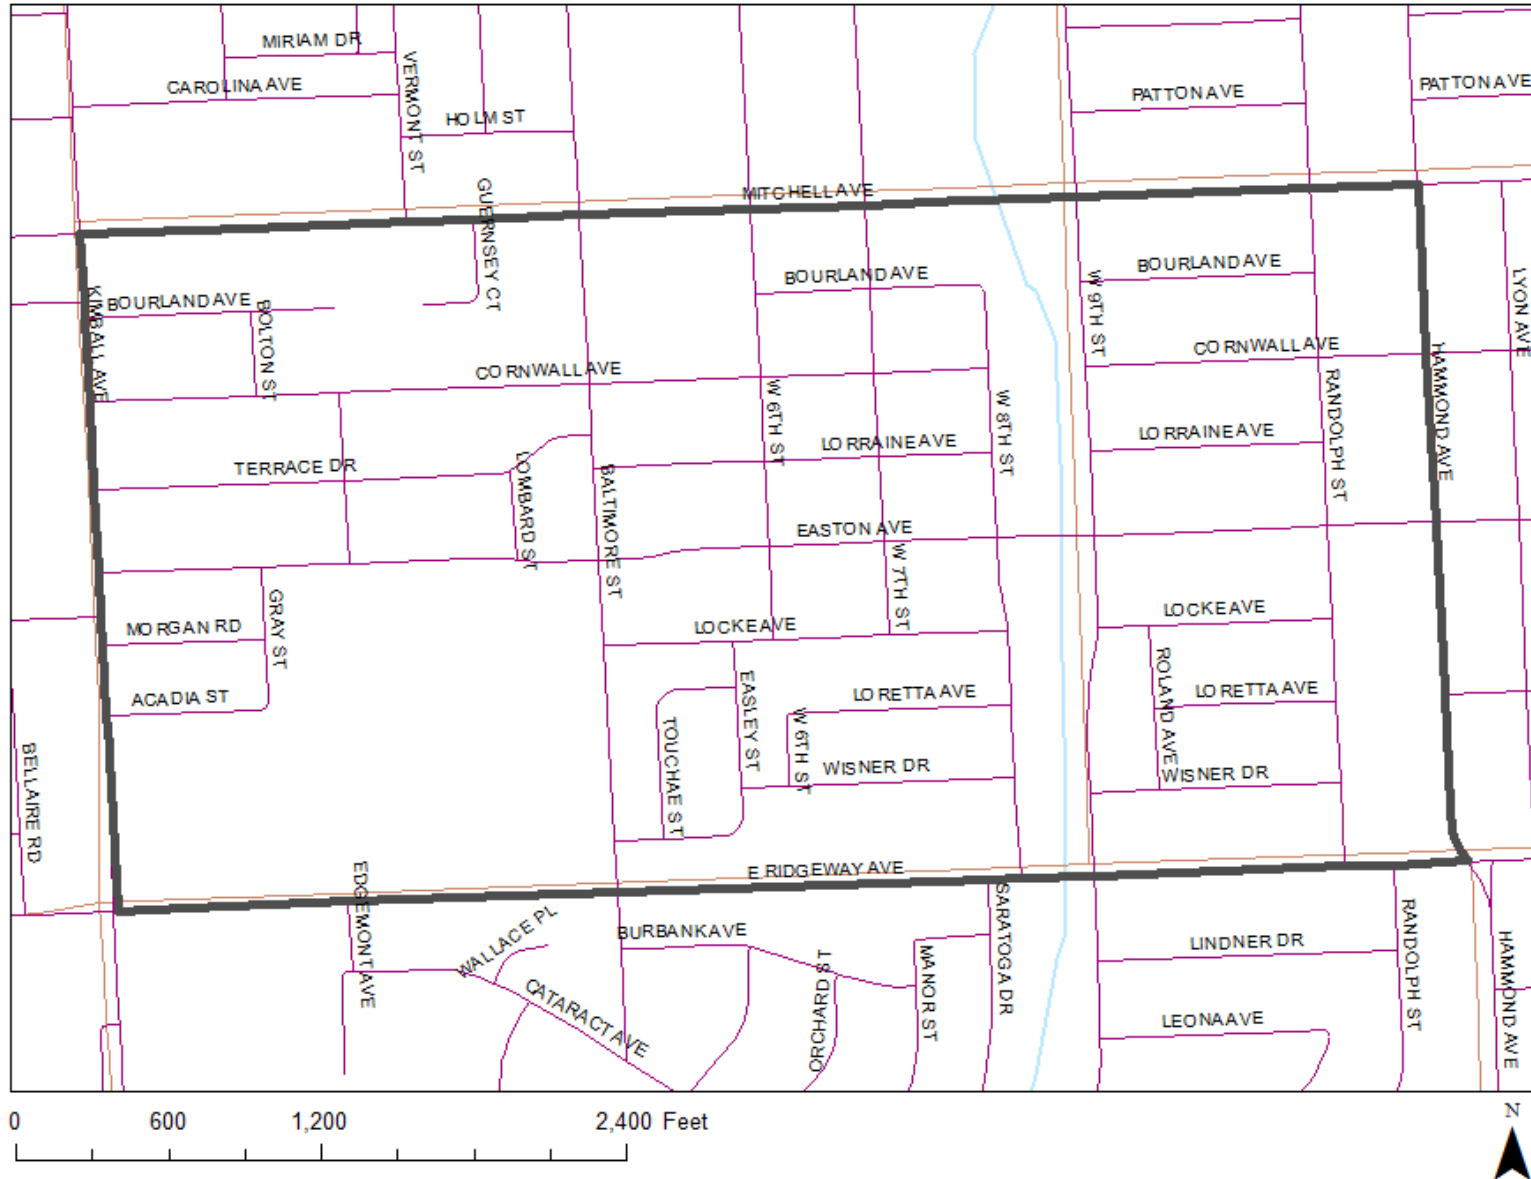 MIRIAM DR
CAROLINA AVE
VERMONT ST
HOLM ST
PATTON AVE
PATTON AVE
MITCHELL AVE
GUERNSEY CT
BOURLAND AVE
BOLTON ST
KIMBALL AVE
BOURLAND AVE
W 9TH ST
BOURLAND AVE
LYON AVE
CORNWALL AVE
CORNWALL AVE
W 6TH ST
W 8TH ST
RANDOLPH ST
HAMMOND AVE
TERRACE DR
LOMBARD ST
BALTIMORE ST
LORRAINE AVE
LORRAINE AVE
EASTON AVE
W 7TH ST
GRAY ST
MORGAN RD
LOCKE AVE
LOCKE AVE
ACADIA ST
EASLEY ST
TOUCHAE ST
LORETTA AVE
ROLAND AVE
LORETTA AVE
W 6TH ST
WISNER DR
WISNER DR
BELLAIRE RD
E RIDGEWAY AVE
EDGEMONT AVE
WALLACE PL
BURBANK AVE
CATARACT AVE
ORCHARD ST
MANOR ST
SARATOGA DR
LINDNER DR
RANDOLPH ST
HAMMOND AVE
LEONA AVE
0 600 1,200 2,400 Feet
N